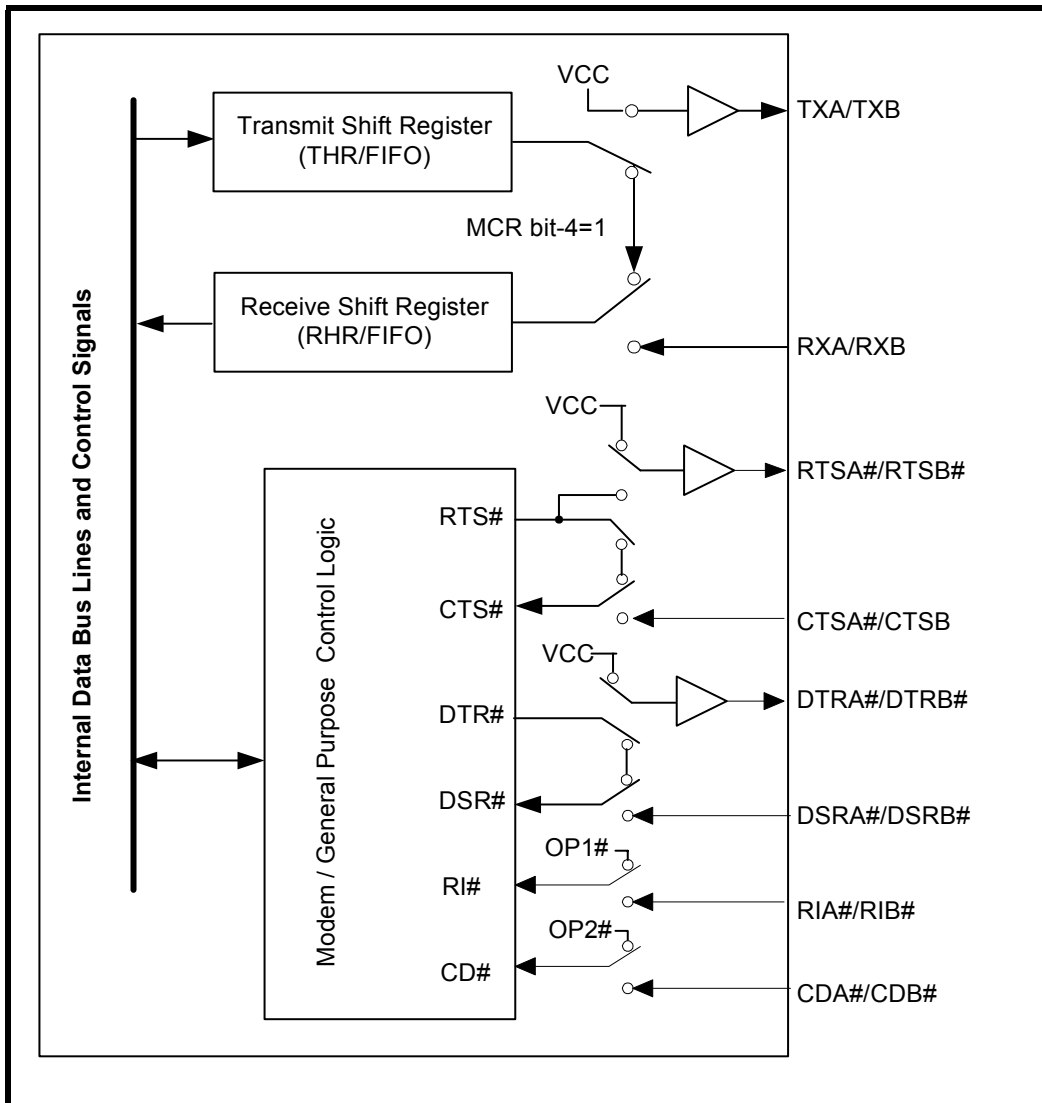 VCC
TXA/TXB
Transmit Shift Register
(THR/FIFO)
MCR bit-4=1
Receive Shift Register
(RHR/FIFO)
RXA/RXB
Internal Data Bus Lines and Control Signals
VCC
RTSA#/RTSB#
Modem / General Purpose Control Logic
RTS#
CTS#
CTSA#/CTSB
VCC
DTRA#/DTRB#
DTR#
DSR#
DSRA#/DSRB#
OP1#
RI#
RIA#/RIB#
OP2#
CD#
CDA#/CDB#